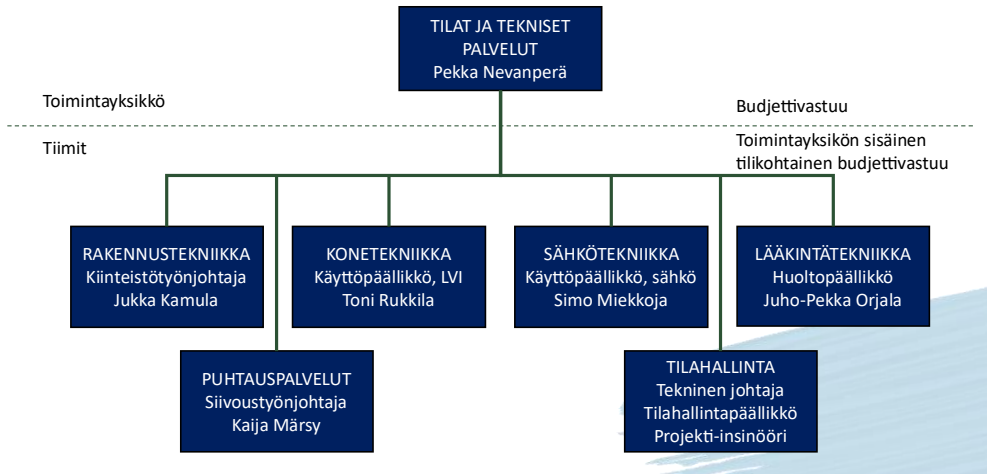 TILAT JA TEKNISET
PALVELUT
Pekka Nevanperä
Toimintayksikkö
Budjettivastuu
Tiimit
Toimintayksikön sisäinen
tilikohtainen budjettivastuu
RAKENNUSTEKNIIKKA
Kiinteistötyönjohtaja
Jukka Kamula
KONETEKNIIKKA
Käyttöpäällikkö, LVI
Toni Rukkila
SÄHKÖTEKNIIKKA
Käyttöpäällikkö, sähkö
Simo Miekkoja
LÄÄKINTÄTEKNIIKKA
Huoltopäällikkö
Juho-Pekka Orjala
PUHTAUSPALVELUT
Siivoustyönjohtaja
Kaija Märsy
TILAHALLINTA
Tekninen johtaja
Tilahallintapäällikkö
Projekti-insinööri